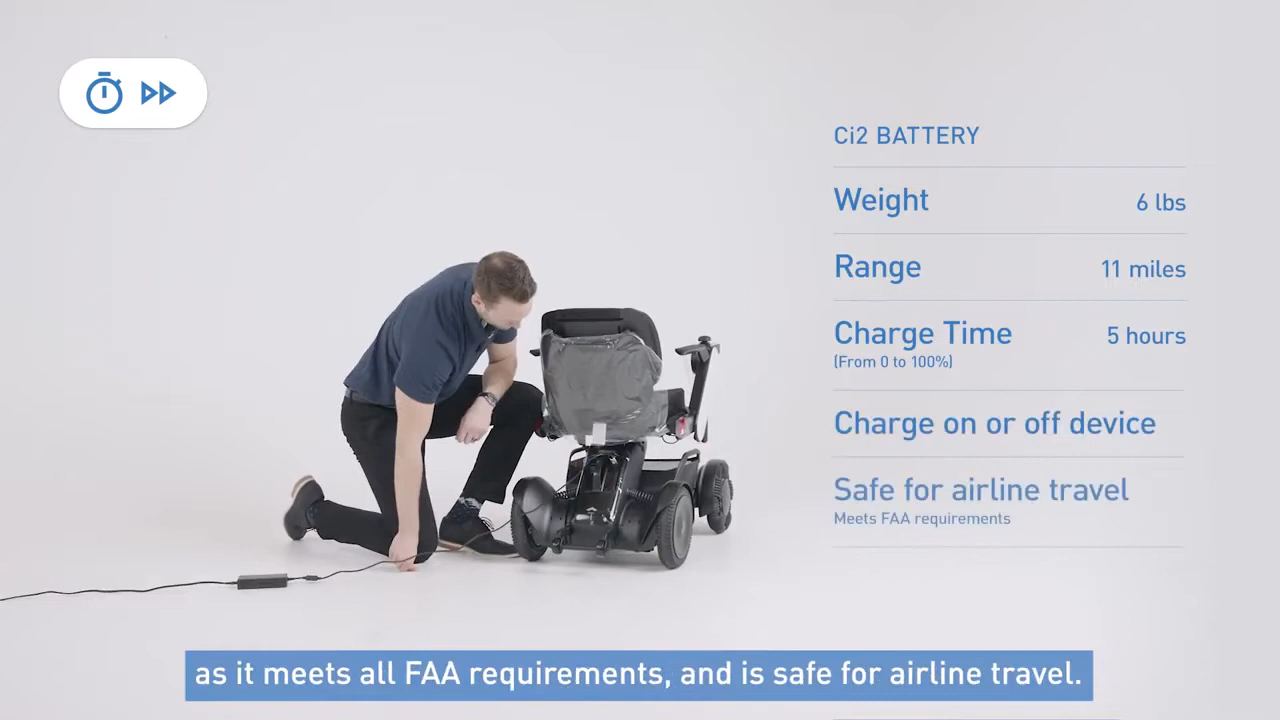 Ci2 BATTERY
Weight 6 lbs
Range 11 miles
Charge Time 5 hours
(From 0 to 100%)
Charge on or off device
Safe for airline travel
Meets FAA requirements
as it meets all FAA requirements, and is safe for airline travel.